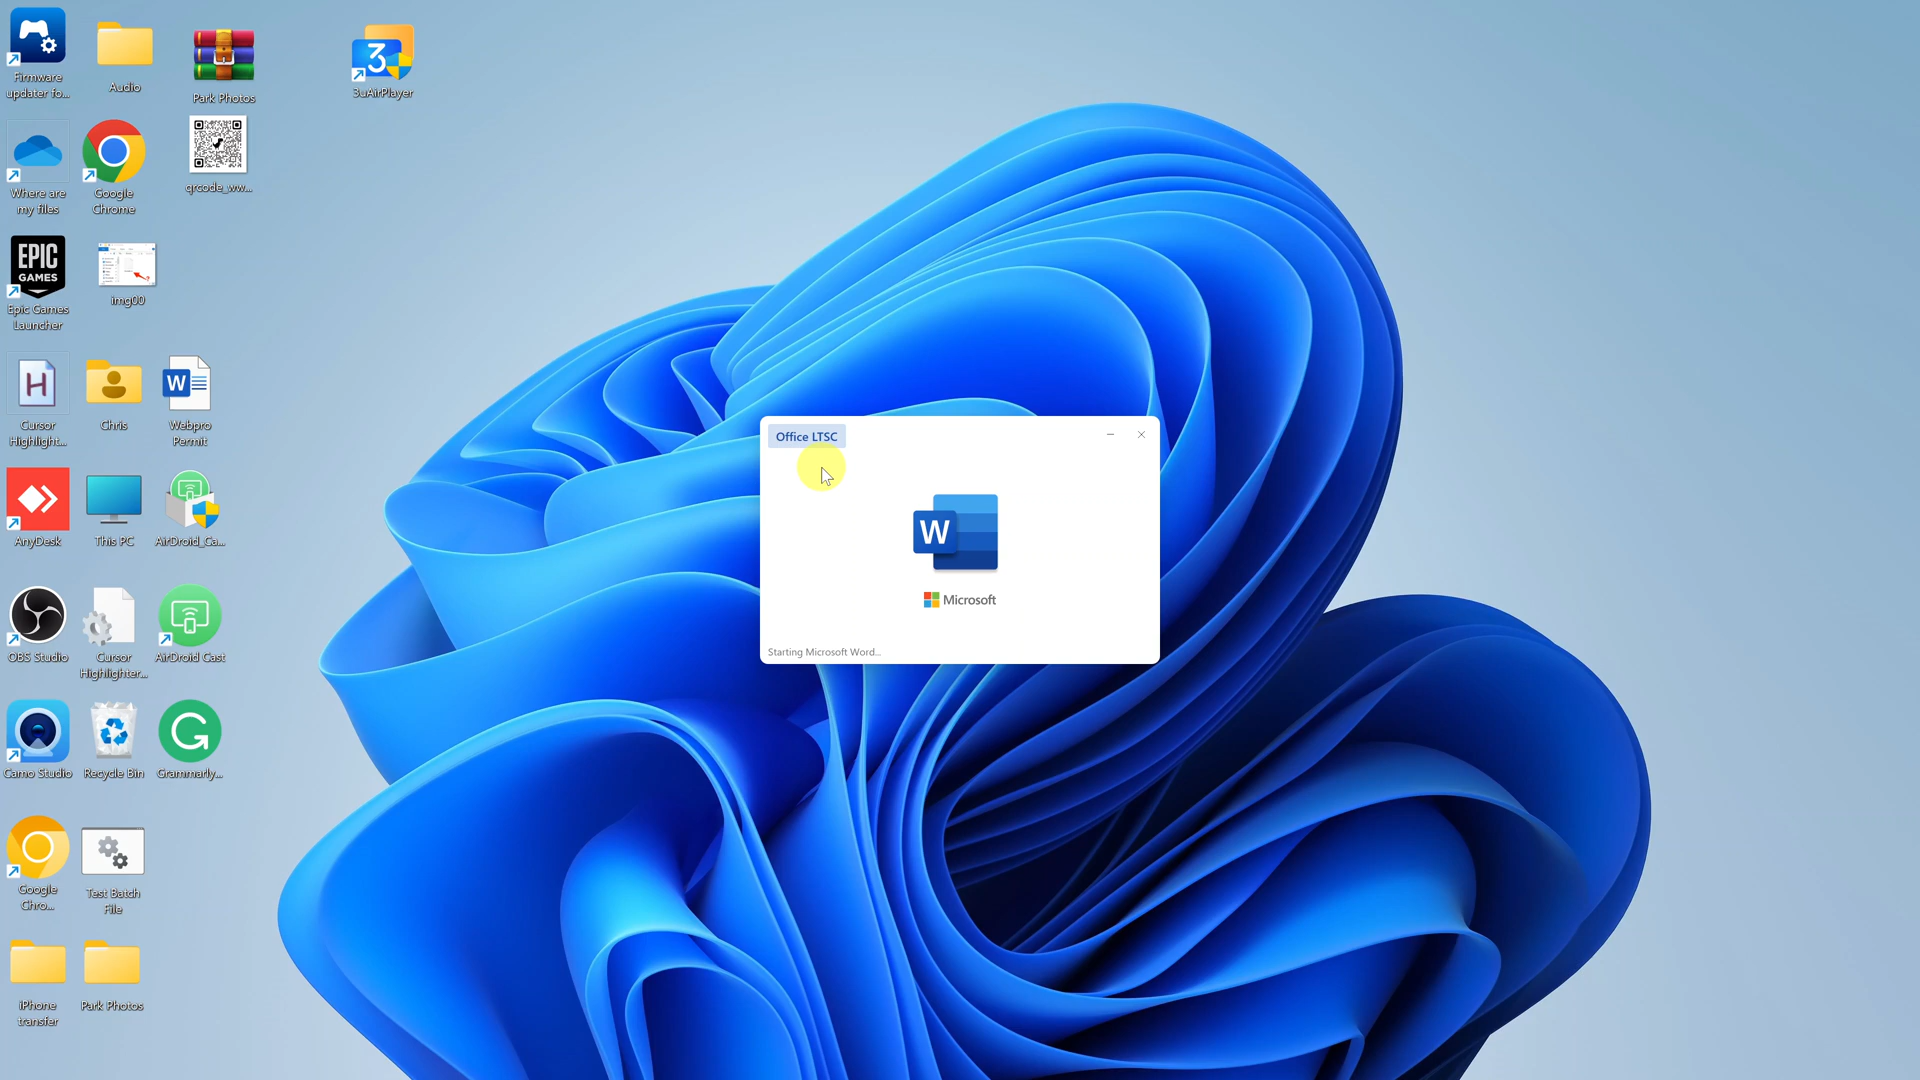 Firmware
updater fo...
Audio
Park Photos
3
3uAirPlayer
Where are
my files
Google
Chrome
qrcode_ww...
EPIC
GAMES
Epic Games
Launcher
img00
H
Cursor
Highlight...
Chris
W
Webpro
Permit
Office LTSC
W
Microsoft
Starting Microsoft Word...
AnyDesk
This PC
AirDroid_Ca...
OBS Studio
Cursor
Highlighter...
AirDroid Cast
Camo Studio
Recycle Bin
G
Grammarly...
Google
Chro...
Test Batch
File
iPhone
transfer
Park Photos